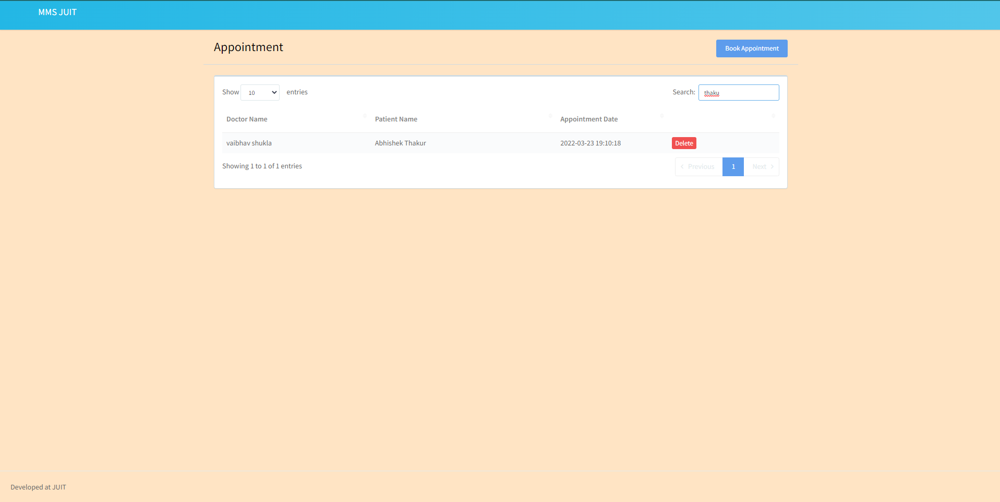 MMS JUIT
Appointment
Book Appointment
Show 10 entries
Search: thaku
Doctor Name Patient Name Appointment Date
vaibhav shukla Abhishek Thakur 2022-03-23 19:10:18 Delete
Showing 1 to 1 of 1 entries
Previous 1 Next
Developed at JUIT